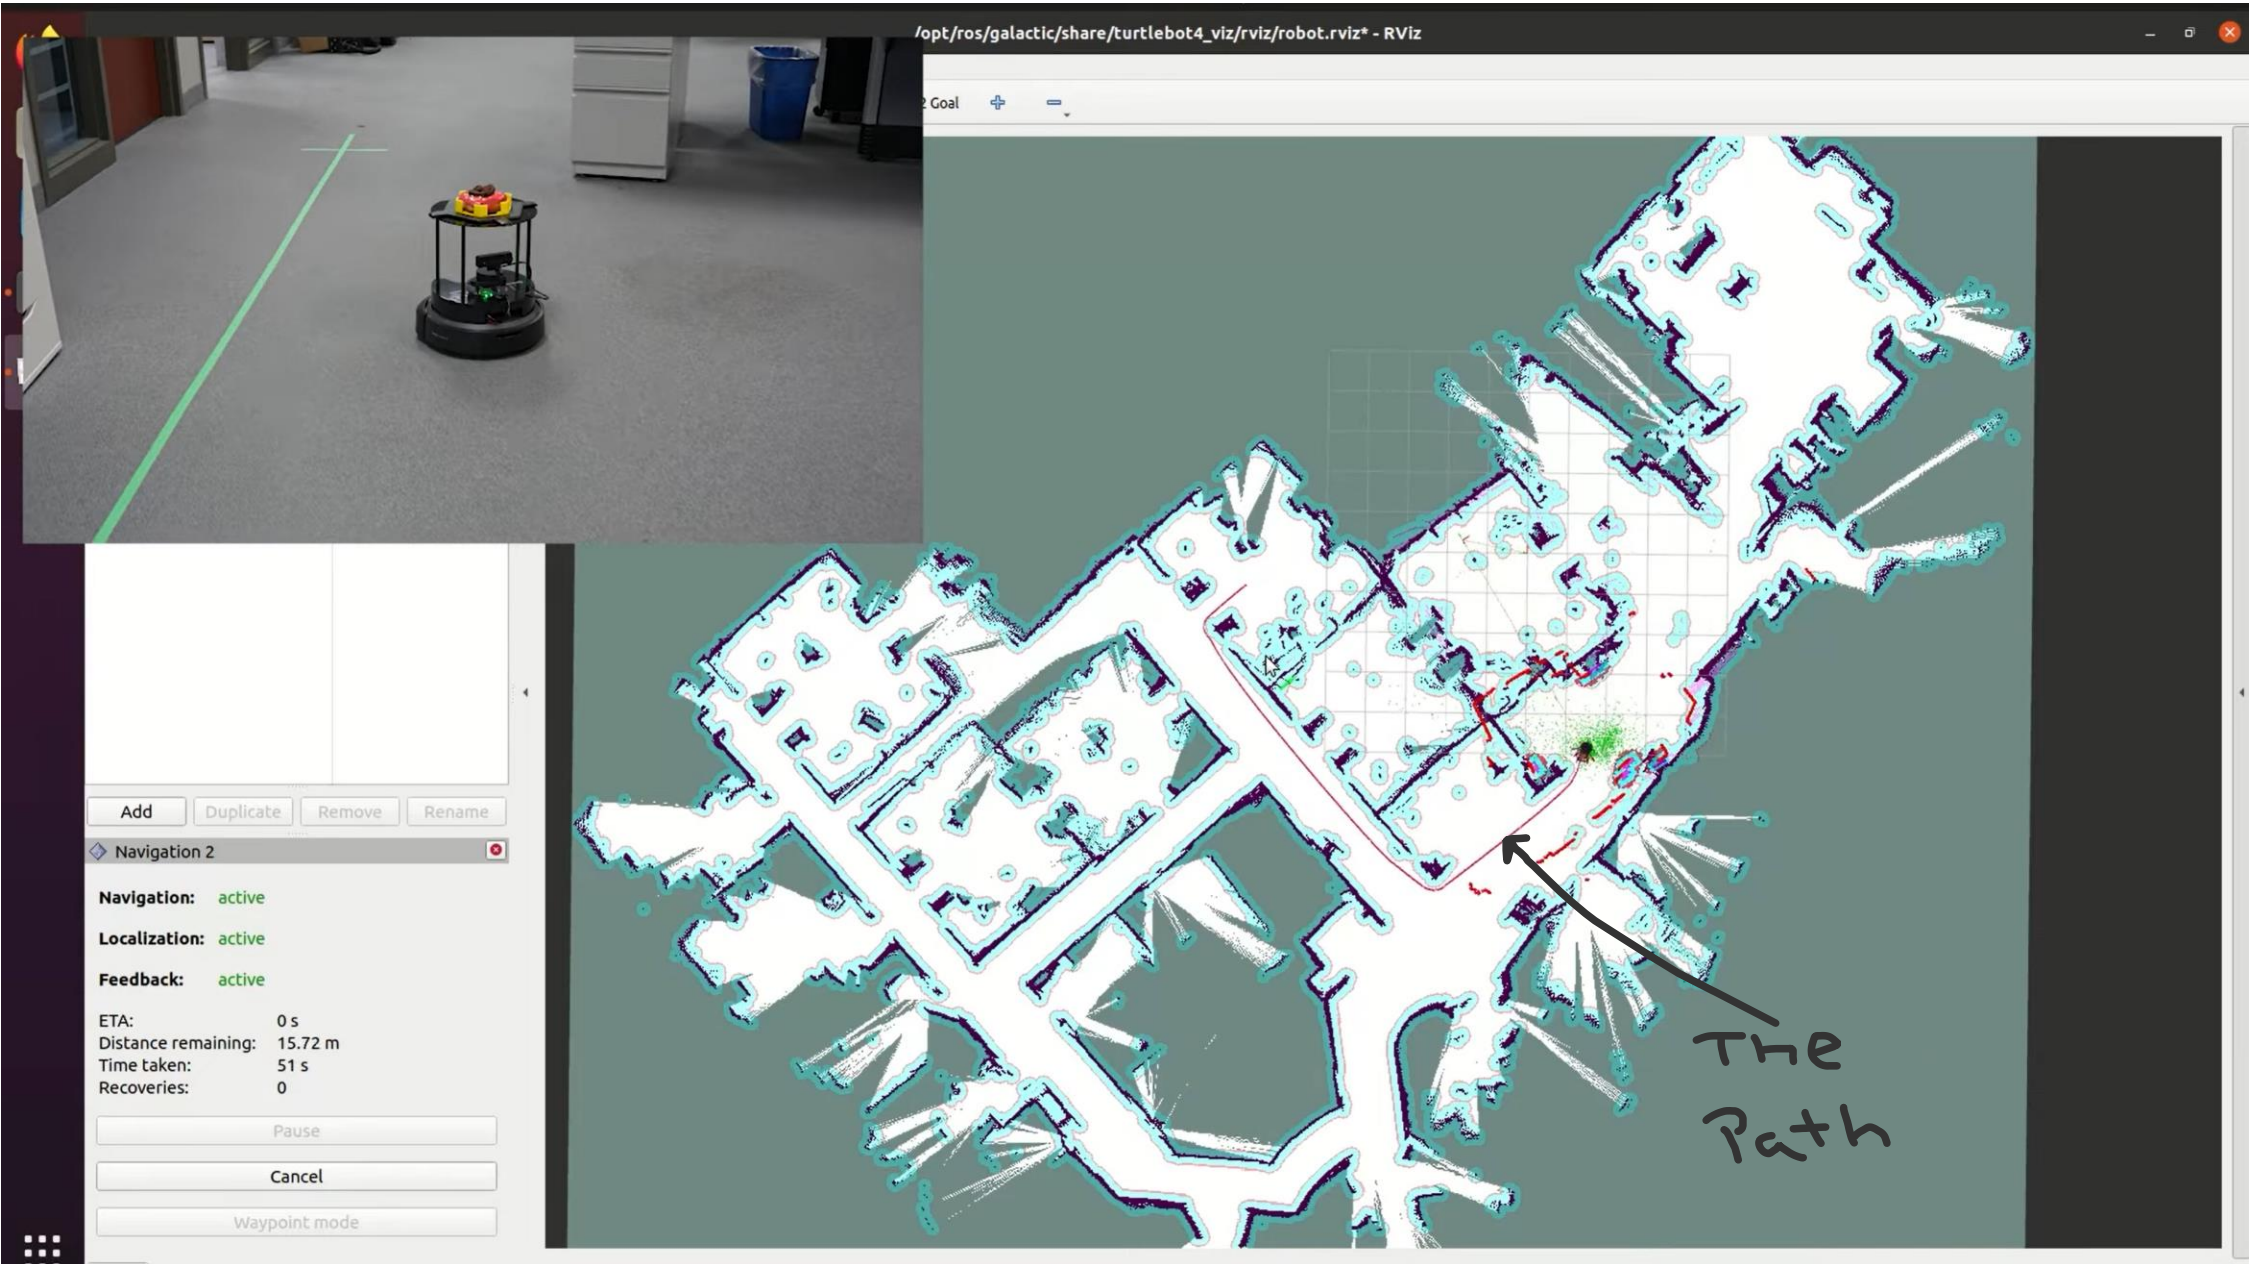 /opt/ros/galactic/share/turtlebot4_viz/rviz/robot.rviz* - RViz
2 Goal
Add Duplicate Remove Rename
Navigation 2
Navigation: active
Localization: active
Feedback: active
ETA: 0 s
Distance remaining: 15.72 m
Time taken: 51 s
Recoveries: 0
Pause
Cancel
Waypoint mode
The
Path